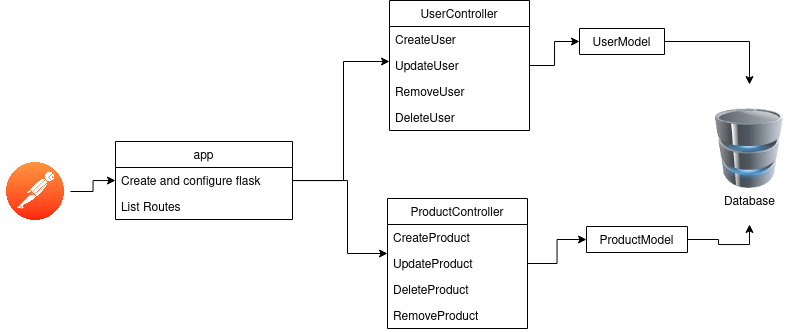 UserController
CreateUser
UpdateUser
RemoveUser
DeleteUser
UserModel
app
Create and configure flask
List Routes
Database
ProductController
CreateProduct
UpdateProduct
DeleteProduct
RemoveProduct
ProductModel